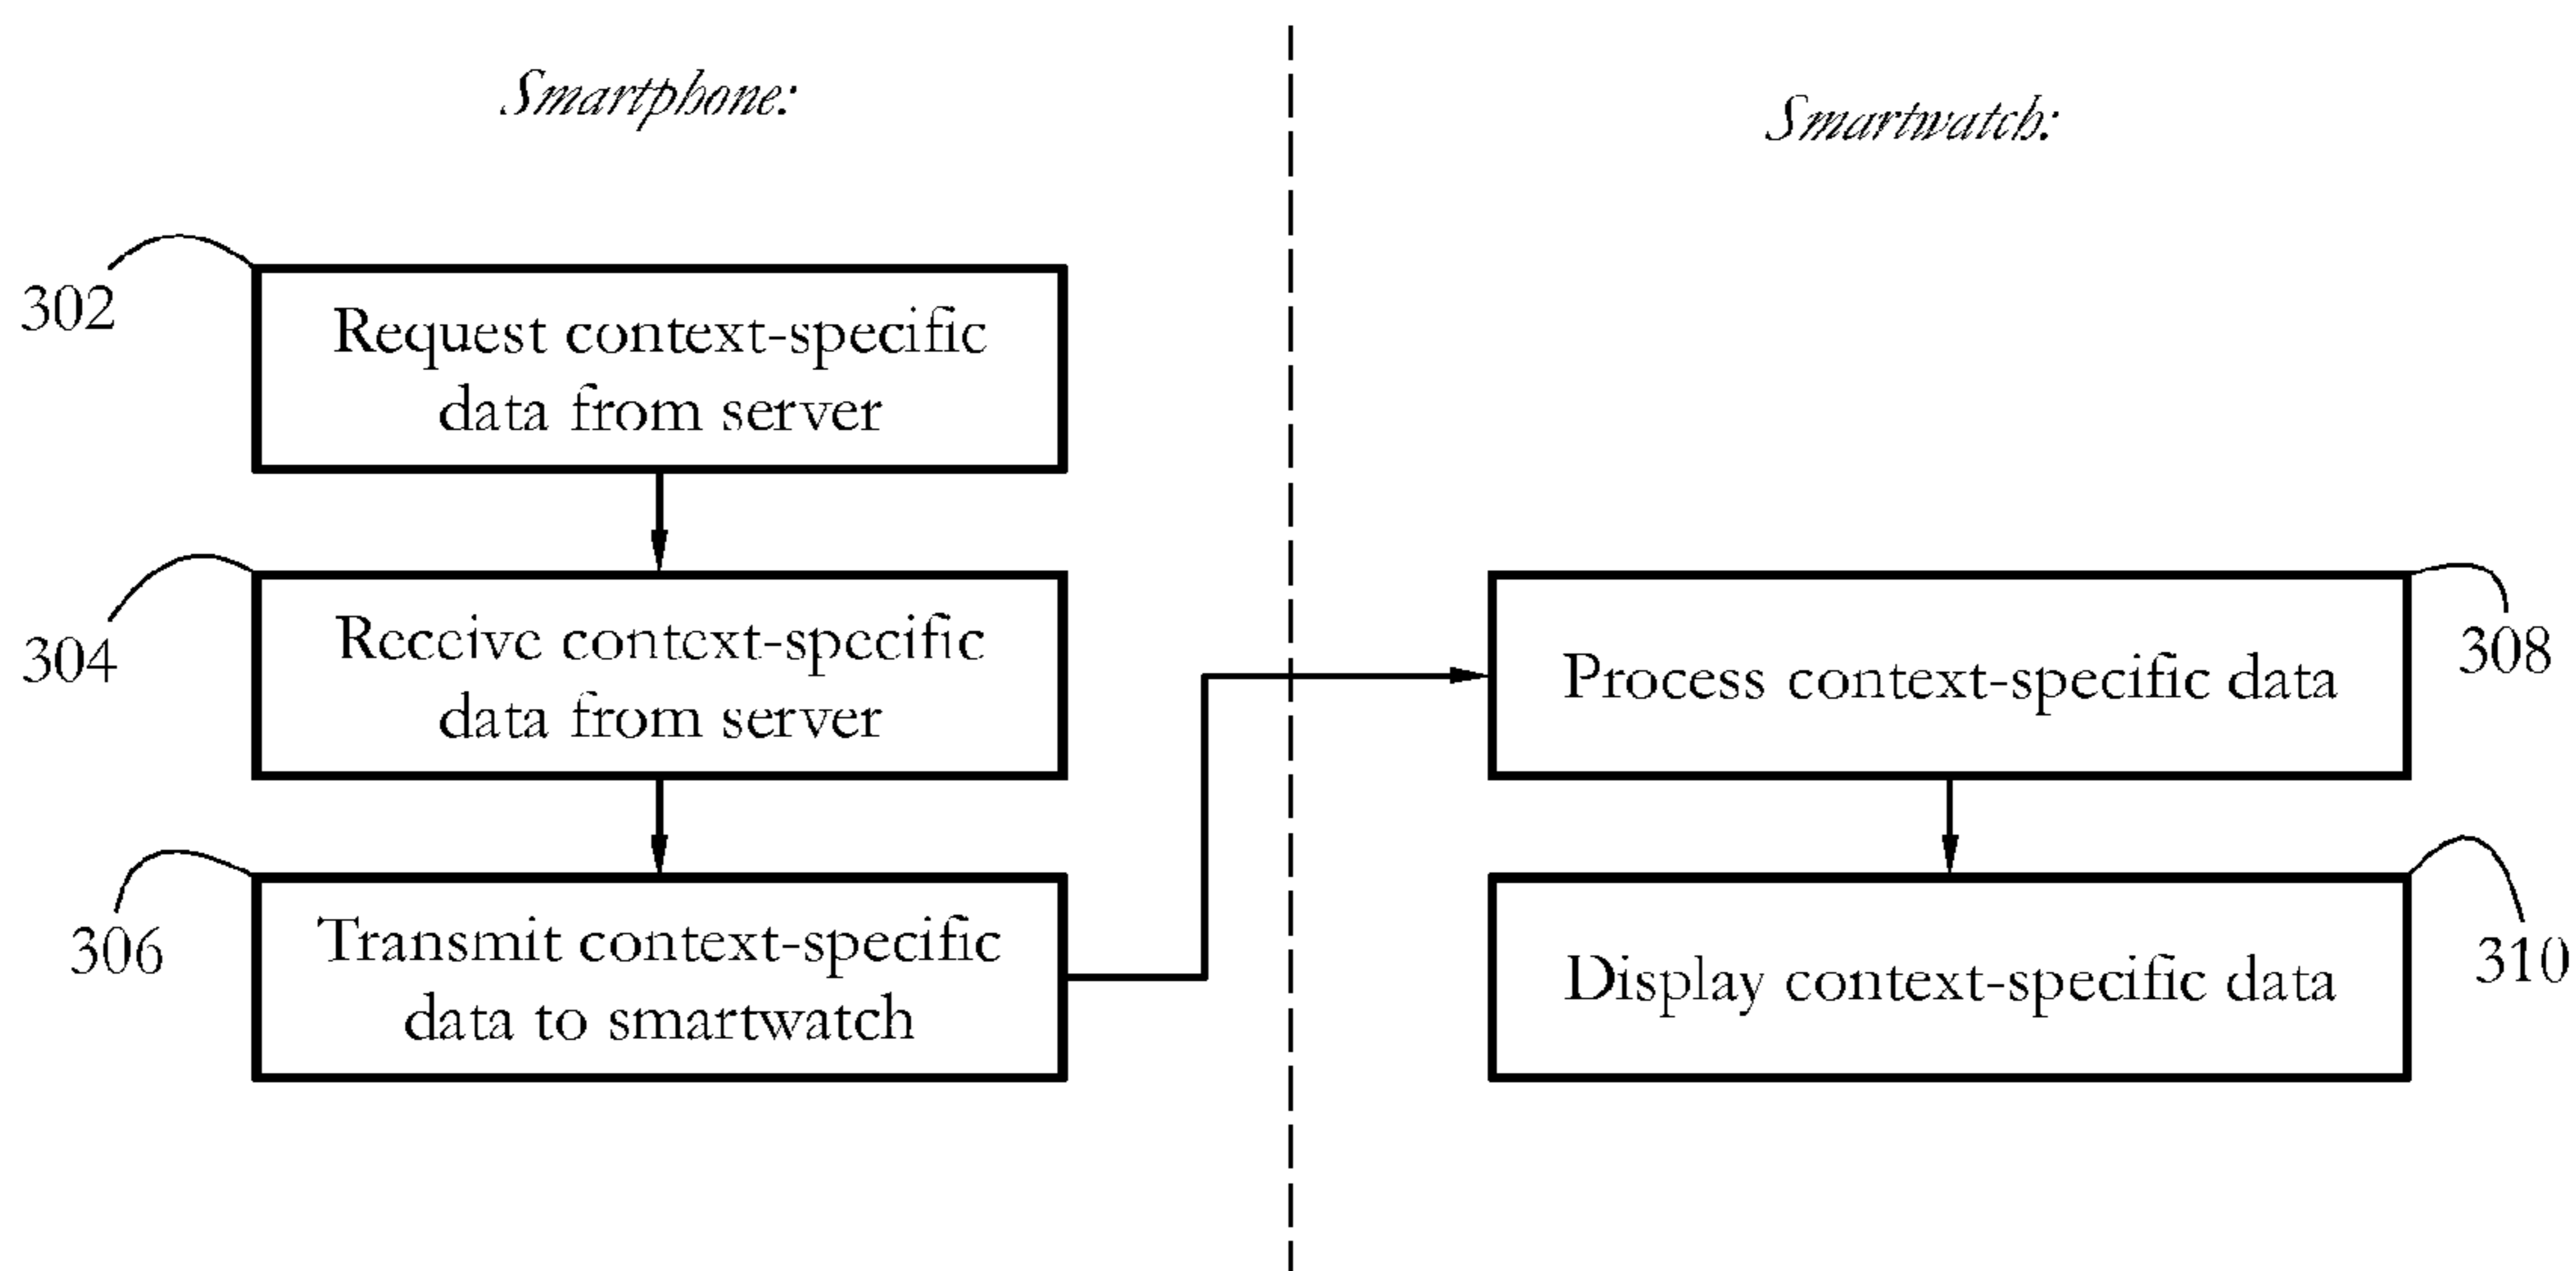 Smartphone:
302
Request context-specific
data from server
304
Receive context-specific
data from server
306
Transmit context-specific
data to smartwatch
Smartwatch:
308
Process context-specific data
310
Display context-specific data